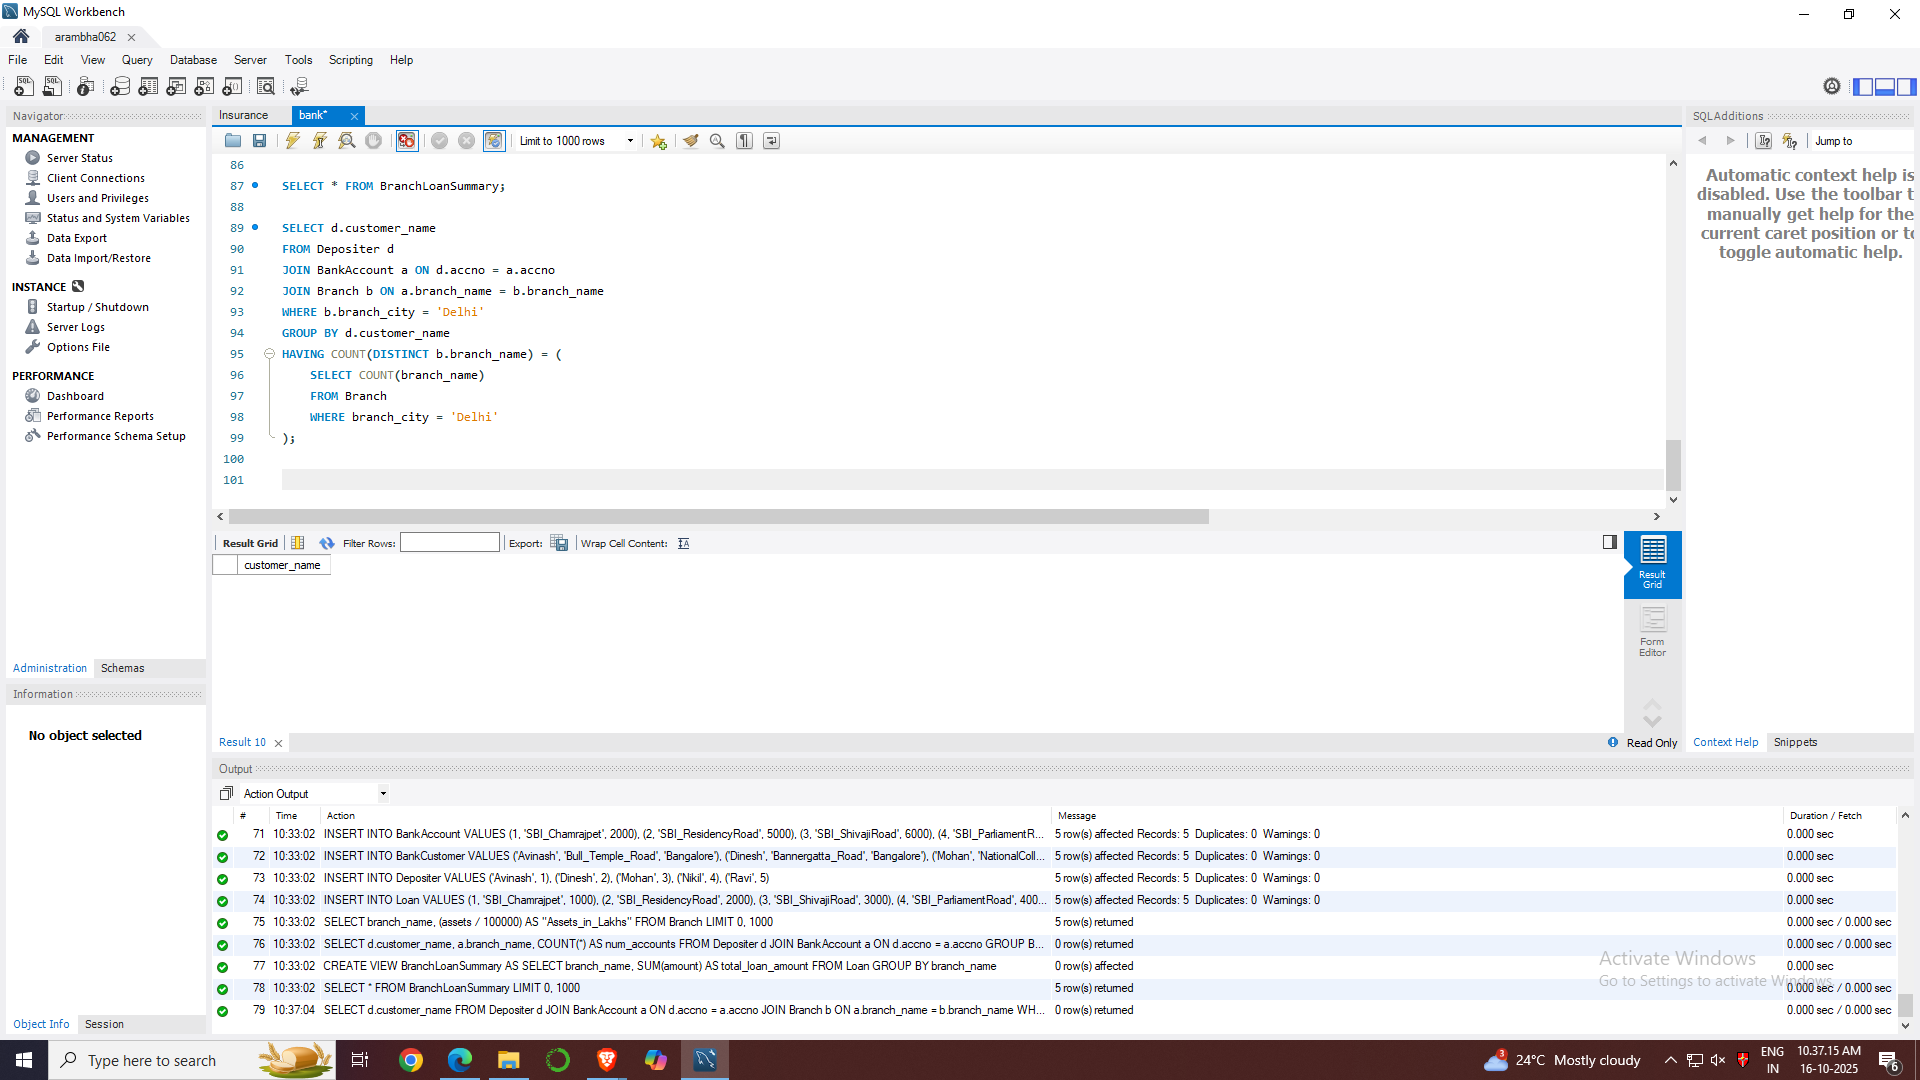 MySQL Workbench
arambha062
File Edit View Query Database Server Tools Scripting Help
Navigator
MANAGEMENT
Server Status
Client Connections
Users and Privileges
Status and System Variables
Data Export
Data Import/Restore
INSTANCE
Startup / Shutdown
Server Logs
Options File
PERFORMANCE
Dashboard
Performance Reports
Performance Schema Setup
Administration Schemas
Information
No object selected
Object Info Session
Insurance bank*
Limit to 1000 rows
86
87 SELECT * FROM BranchLoanSummary;
88
89 SELECT d.customer_name
90 FROM Depositer d
91 JOIN BankAccount a ON d.accno = a.accno
92 JOIN Branch b ON a.branch_name = b.branch_name
93 WHERE b.branch_city = 'Delhi'
94 GROUP BY d.customer_name
95 HAVING COUNT(DISTINCT b.branch_name) = (
96 SELECT COUNT(branch_name)
97 FROM Branch
98 WHERE branch_city = 'Delhi'
99 );
100
101
Result Grid Filter Rows: Export: Wrap Cell Content:
customer_name
Result Grid
Form Editor
Result 10 Read Only
SQLAdditions
Jump to
Automatic context help is
disabled. Use the toolbar t
manually get help for the
current caret position or to
toggle automatic help.
Context Help Snippets
Output
Action Output
# Time Action Message Duration / Fetch
71 10:33:02 INSERT INTO BankAccount VALUES (1, 'SBI_Chamrajpet', 2000), (2, 'SBI_ResidencyRoad', 5000), (3, 'SBI_ShivajiRoad', 6000), (4, 'SBI_ParliamentR... 5 row(s) affected Records: 5 Duplicates: 0 Warnings: 0 0.000 sec
72 10:33:02 INSERT INTO BankCustomer VALUES ('Avinash', 'Bull_Temple_Road', 'Bangalore'), ('Dinesh', 'Bannergatta_Road', 'Bangalore'), ('Mohan', 'NationalColl... 5 row(s) affected Records: 5 Duplicates: 0 Warnings: 0 0.000 sec
73 10:33:02 INSERT INTO Depositer VALUES ('Avinash', 1), ('Dinesh', 2), ('Mohan', 3), ('Nikil', 4), ('Ravi', 5) 5 row(s) affected Records: 5 Duplicates: 0 Warnings: 0 0.000 sec
74 10:33:02 INSERT INTO Loan VALUES (1, 'SBI_Chamrajpet', 1000), (2, 'SBI_ResidencyRoad', 2000), (3, 'SBI_ShivajiRoad', 3000), (4, 'SBI_ParliamentRoad', 400... 5 row(s) affected Records: 5 Duplicates: 0 Warnings: 0 0.000 sec
75 10:33:02 SELECT branch_name, (assets / 100000) AS "Assets_in_Lakhs" FROM Branch LIMIT 0, 1000 5 row(s) returned 0.000 sec / 0.000 sec
76 10:33:02 SELECT d.customer_name, a.branch_name, COUNT(*) AS num_accounts FROM Depositer d JOIN BankAccount a ON d.accno = a.accno GROUP B... 0 row(s) returned 0.000 sec / 0.000 sec
77 10:33:02 CREATE VIEW BranchLoanSummary AS SELECT branch_name, SUM(amount) AS total_loan_amount FROM Loan GROUP BY branch_name 0 row(s) affected 0.000 sec
78 10:33:02 SELECT * FROM BranchLoanSummary LIMIT 0, 1000 5 row(s) returned 0.000 sec / 0.000 sec
79 10:37:04 SELECT d.customer_name FROM Depositer d JOIN BankAccount a ON d.accno = a.accno JOIN Branch b ON a.branch_name = b.branch_name WH... 0 row(s) returned 0.000 sec / 0.000 sec
Activate Windows
Go to Settings to activate Windows.
Type here to search
3 24°C Mostly cloudy
ENG
IN
10.37.15 AM
16-10-2025
6